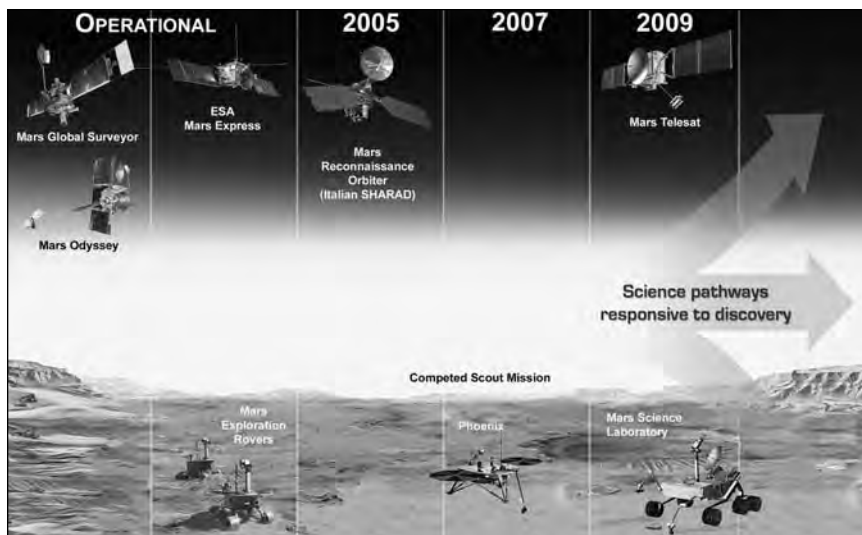 OPERATIONAL
2005
2007
2009
Mars Global Surveyor
ESA
Mars Express
Mars
Reconnaissance
Orbiter
(Italian SHARAD)
Mars Telesat
Mars Odyssey
Science pathways
responsive to discovery
Competed Scout Mission
Mars
Exploration
Rovers
Phoenix
Mars Science
Laboratory